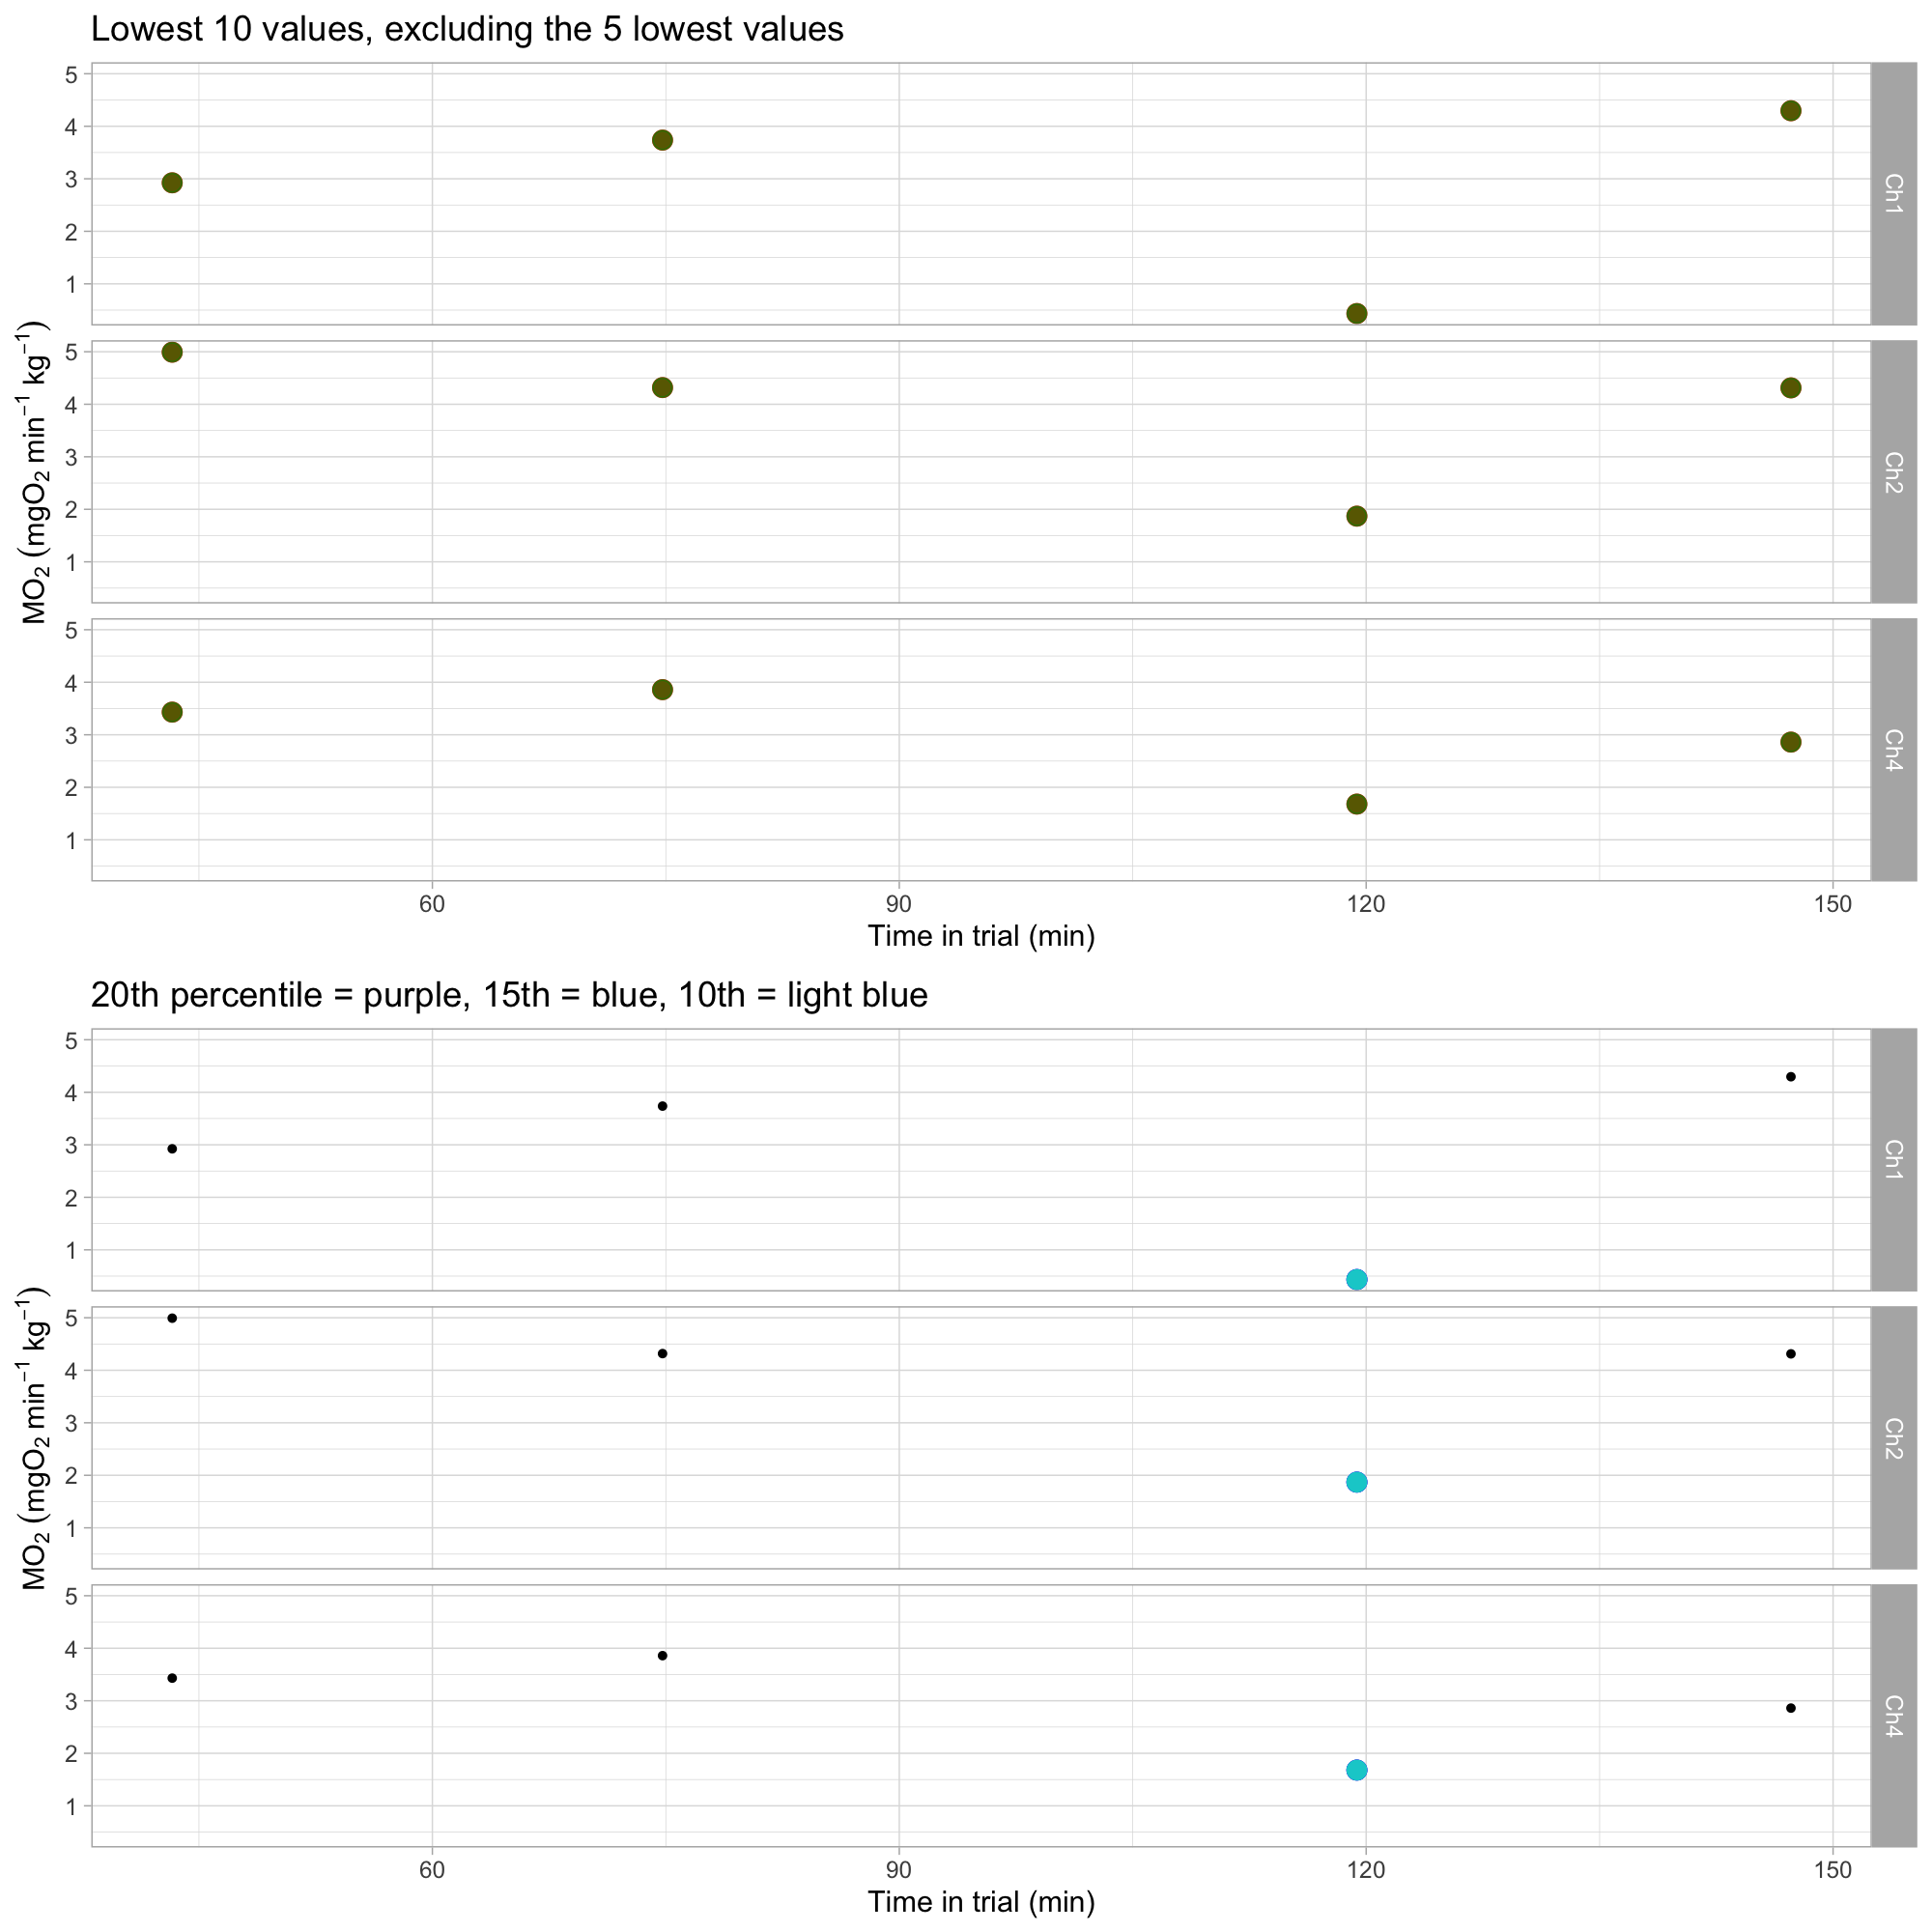 Lowest 10 values, excluding the 5 lowest values
MO₂ (mgO₂ min⁻¹ kg⁻¹)
5
4
3
2
1
Ch1
5
4
3
2
1
Ch2
5
4
3
2
1
Ch4
60 90 120 150
Time in trial (min)
20th percentile = purple, 15th = blue, 10th = light blue
MO₂ (mgO₂ min⁻¹ kg⁻¹)
5
4
3
2
1
Ch1
5
4
3
2
1
Ch2
5
4
3
2
1
Ch4
60 90 120 150
Time in trial (min)